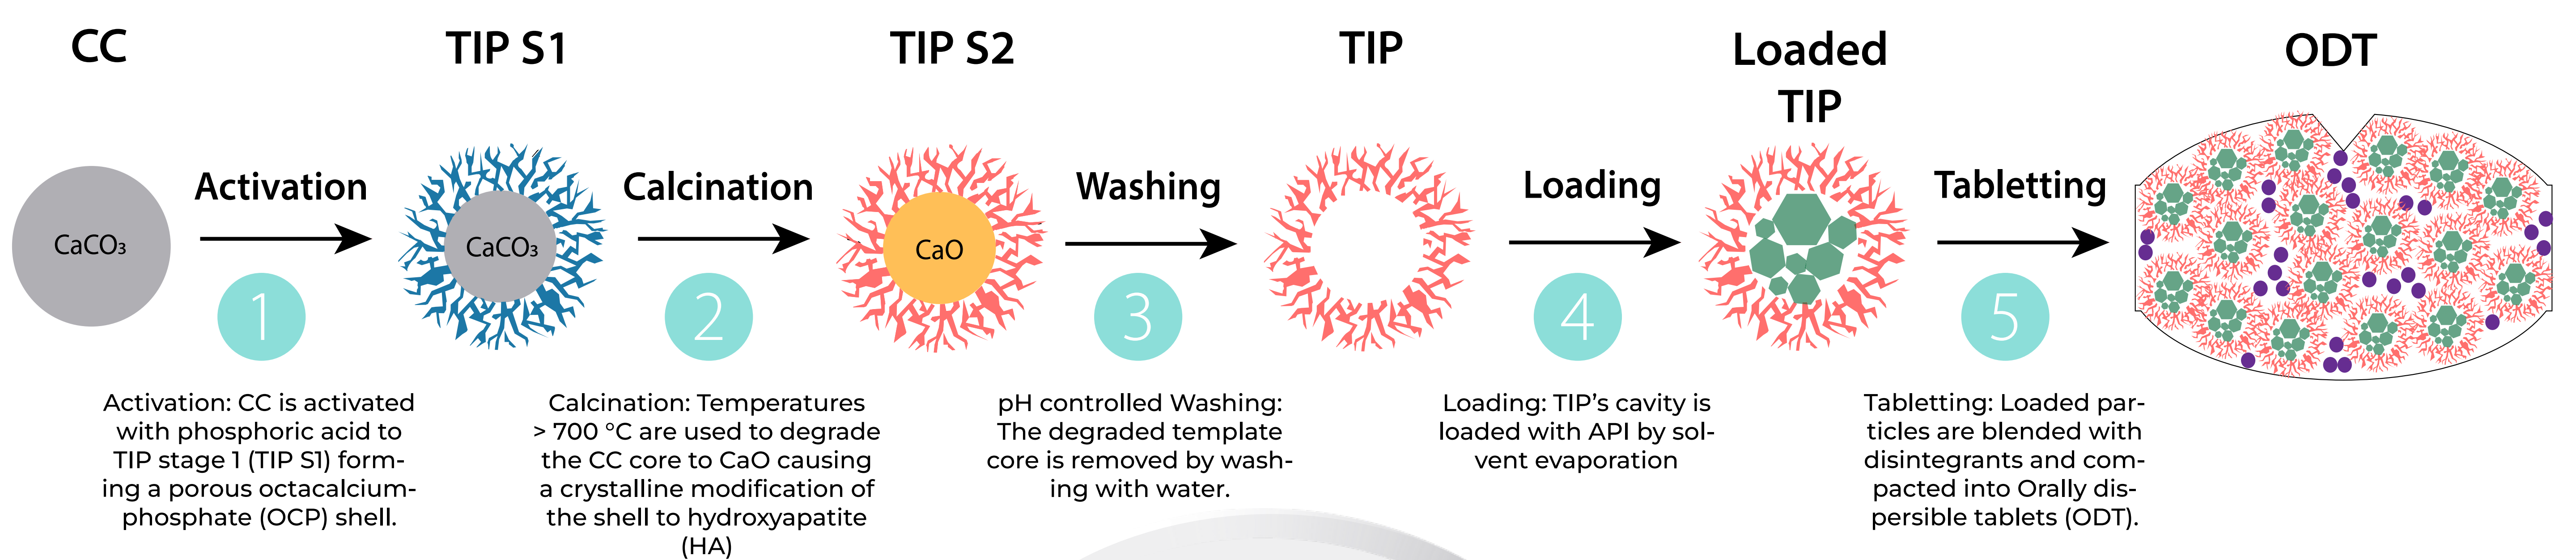 CC
TIP S1
TIP S2
TIP
Loaded
TIP
ODT
CaCO₃
Activation
1
CaCO₃
Calcination
2
CaO
Washing
3
Loading
4
Tabletting
5
Activation: CC is activated
with phosphoric acid to
TIP stage 1 (TIP S1) form-
ing a porous octacalcium-
phosphate (OCP) shell.
Calcination: Temperatures
> 700 °C are used to degrade
the CC core to CaO causing
a crystalline modification of
the shell to hydroxyapatite
(HA)
pH controlled Washing:
The degraded template
core is removed by wash-
ing with water.
Loading: TIP’s cavity is
loaded with API by sol-
vent evaporation
Tabletting: Loaded par-
ticles are blended with
disintegrants and com-
pacted into Orally dis-
persible tablets (ODT).